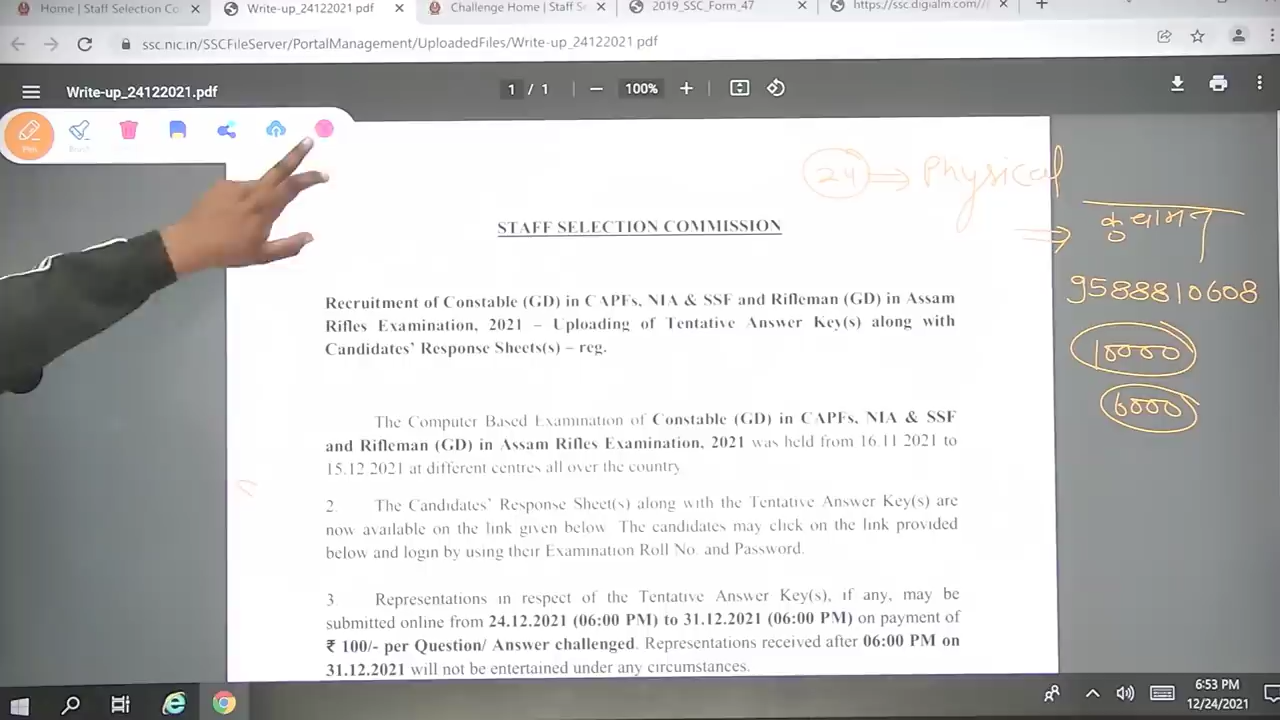 Home | Staff Selection Co
Write-up_24122021 pdf
Challenge Home | Staff S
2019_SSC_Form_47
https://ssc.digialm.com//
ssc.nic.in/SSCFileServer/PortalManagement/UploadedFiles/Write-up_24122021 pdf
Write-up_24122021.pdf
1 / 1
100%
Pen
Brush
24 ⇒ Physical
STAFF SELECTION COMMISSION
⇒ कुचामन
9588810608
10000
6000
Recruitment of Constable (GD) in CAPFs, NIA & SSF and Rifleman (GD) in Assam
Rifles Examination, 2021 – Uploading of Tentative Answer Key(s) along with
Candidates' Response Sheets(s) – reg.
The Computer Based Examination of Constable (GD) in CAPFs, NIA & SSF
and Rifleman (GD) in Assam Rifles Examination, 2021 was held from 16 11 2021 to
15.12 2021 at different centres all over the country
2. The Candidates' Response Sheet(s) along with the Tentative Answer Key(s) are
now available on the link given below. The candidates may click on the link provided
below and login by using their Examination Roll No. and Password.
3. Representations in respect of the Tentative Answer Key(s), if any, may be
submitted online from 24.12.2021 (06:00 PM) to 31.12.2021 (06:00 PM) on payment of
₹ 100/- per Question/ Answer challenged. Representations received after 06:00 PM on
31.12.2021 will not be entertained under any circumstances.
6:53 PM
12/24/2021